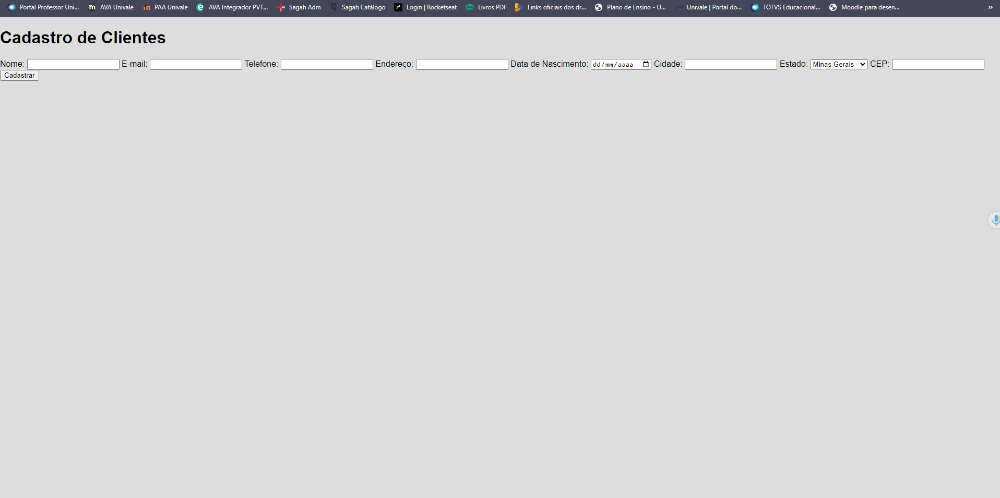 Portal Professor Uni... AVA Univale PAA Univale AVA Integrador PVT... Sagah Adm Sagah Catálogo Login | Rocketseat Livros PDF Links oficiais dos dr... Plano de Ensino - U... Univale | Portal do... TOTVS Educacional... Moodle para desen... »
Cadastro de Clientes
Nome: E-mail: Telefone: Endereço: Data de Nascimento: dd/mm/aaaa Cidade: Estado: Minas Gerais CEP:
Cadastrar